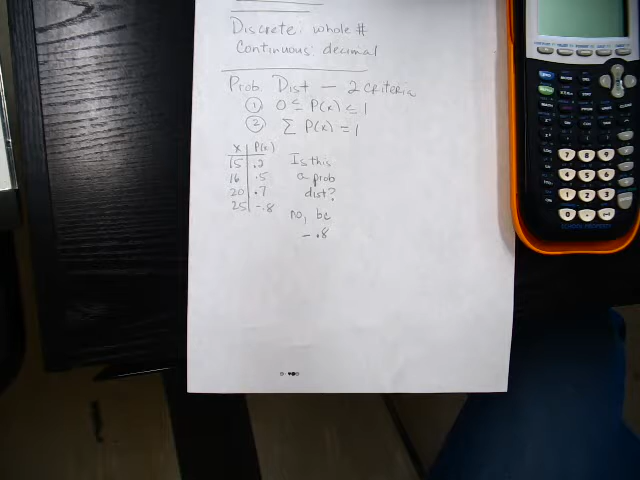 Discrete: whole #
Continuous: decimal
Prob. Dist — 2 criteria
① 0 ≤ P(x) ≤ 1
② Σ P(x) = 1
x P(x)
15 .2
16 .5
20 .7
25 -.8
Is this
a prob
dist?
no, bc
-.8